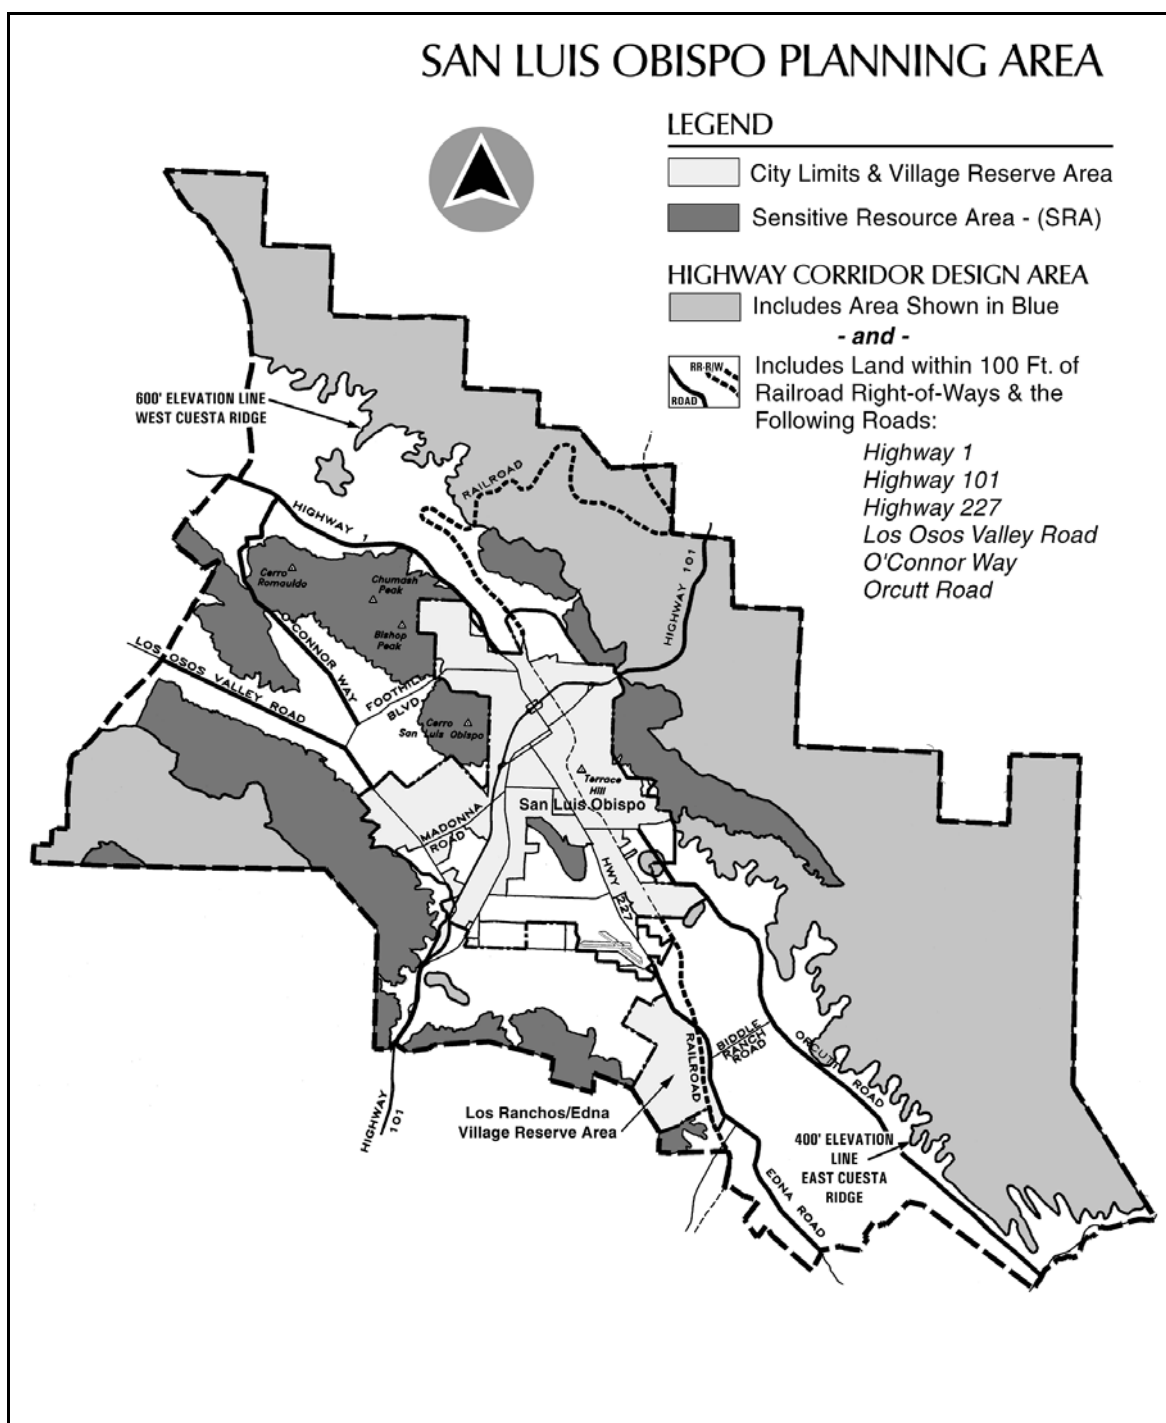 SAN LUIS OBISPO PLANNING AREA
LEGEND
City Limits & Village Reserve Area
Sensitive Resource Area - (SRA)
HIGHWAY CORRIDOR DESIGN AREA
Includes Area Shown in Blue
- and -
RR-R/W
ROAD
Includes Land within 100 Ft. of
Railroad Right-of-Ways & the
Following Roads:
Highway 1
Highway 101
Highway 227
Los Osos Valley Road
O'Connor Way
Orcutt Road
600' ELEVATION LINE
WEST CUESTA RIDGE
RAILROAD
HIGHWAY 1
HIGHWAY 101
Cerro
Romauldo
Chumash
Peak
Bishop
Peak
O'CONNOR WAY
LOS OSOS VALLEY ROAD
FOOTHILL
BLVD
Cerro
San Luis Obispo
Terrace
Hill
San Luis Obispo
MADONNA
ROAD
HWY 227
BIDDLE
RANCH
ROAD
RAILROAD
ORCUTT ROAD
Los Ranchos/Edna
Village Reserve Area
HIGHWAY
101
400' ELEVATION
LINE
EAST CUESTA
RIDGE
EDNA ROAD